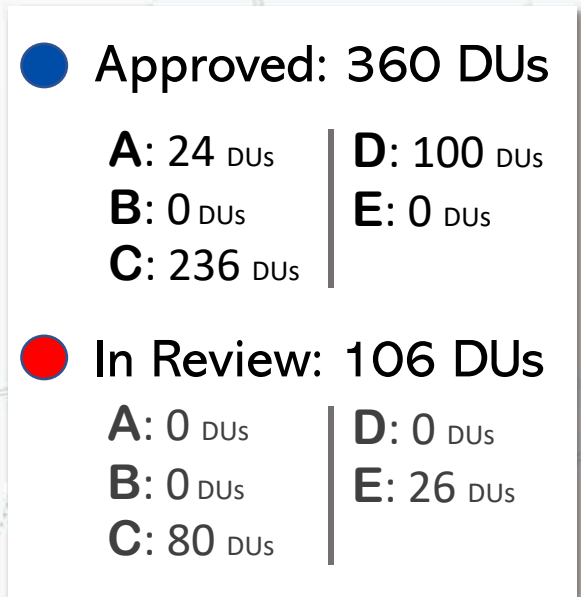 Approved: 360 DUs
A: 24 DUs
B: 0 DUs
C: 236 DUs
D: 100 DUs
E: 0 DUs
In Review: 106 DUs
A: 0 DUs
B: 0 DUs
C: 80 DUs
D: 0 DUs
E: 26 DUs